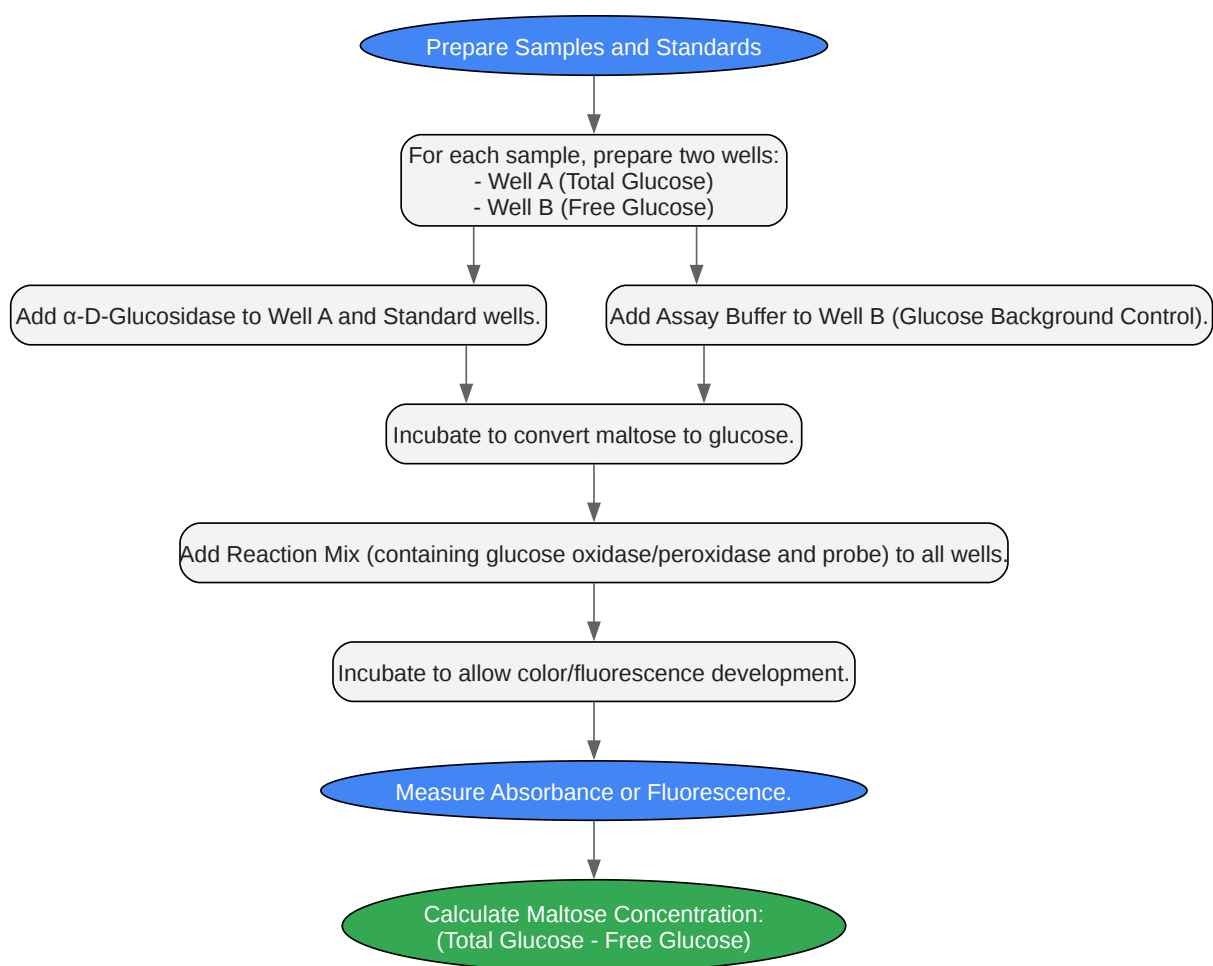 Prepare Samples and Standards
For each sample, prepare two wells:
- Well A (Total Glucose)
- Well B (Free Glucose)
Add α-D-Glucosidase to Well A and Standard wells.
Add Assay Buffer to Well B (Glucose Background Control).
Incubate to convert maltose to glucose.
Add Reaction Mix (containing glucose oxidase/peroxidase and probe) to all wells.
Incubate to allow color/fluorescence development.
Measure Absorbance or Fluorescence.
Calculate Maltose Concentration:
(Total Glucose - Free Glucose)